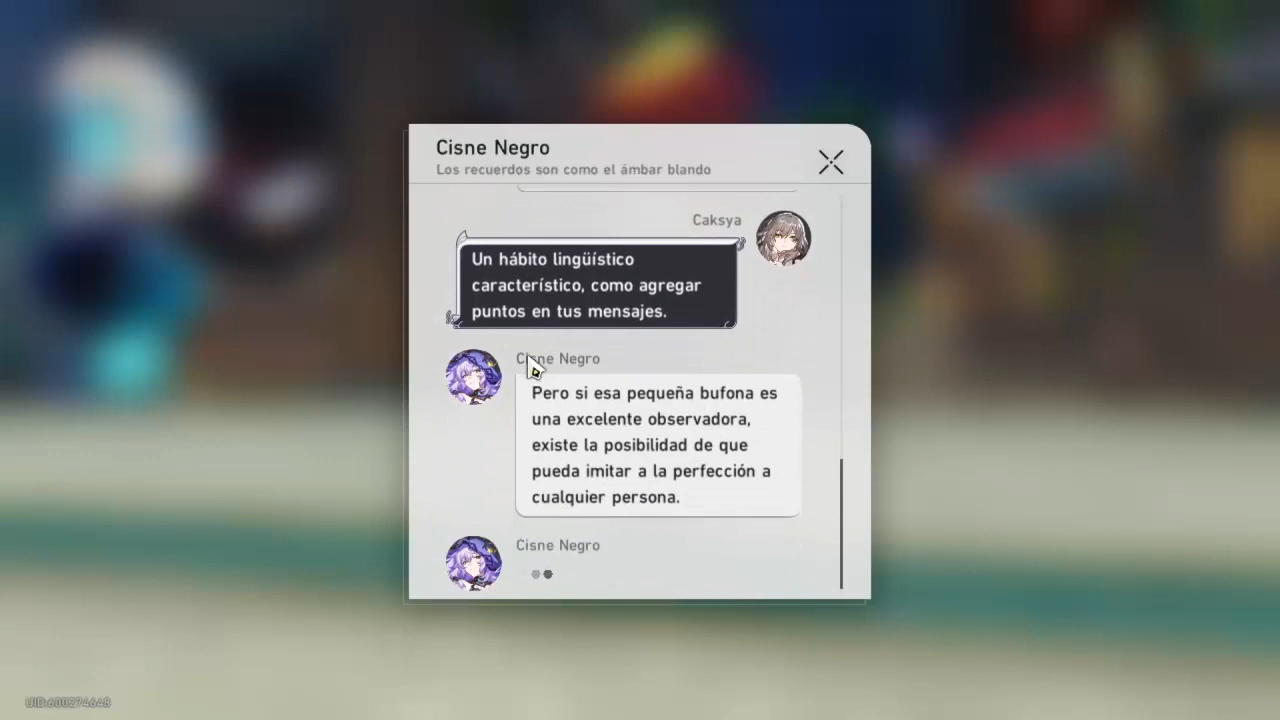 Cisne Negro
Los recuerdos son como el ámbar blando
Caksya
Un hábito lingüístico
característico, como agregar
puntos en tus mensajes.
Cisne Negro
Pero si esa pequeña bufona es
una excelente observadora,
existe la posibilidad de que
pueda imitar a la perfección a
cualquier persona.
Cisne Negro
UID:600274648